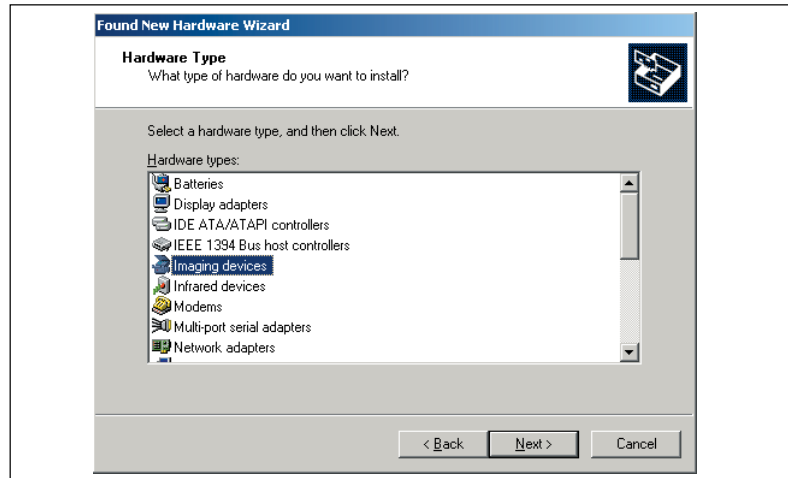 Found New Hardware Wizard
Hardware Type
What type of hardware do you want to install?
Select a hardware type, and then click Next.
Hardware types:
Batteries
Display adapters
IDE ATA/ATAPI controllers
IEEE 1394 Bus host controllers
Imaging devices
Infrared devices
Modems
Multi-port serial adapters
Network adapters
< Back Next > Cancel